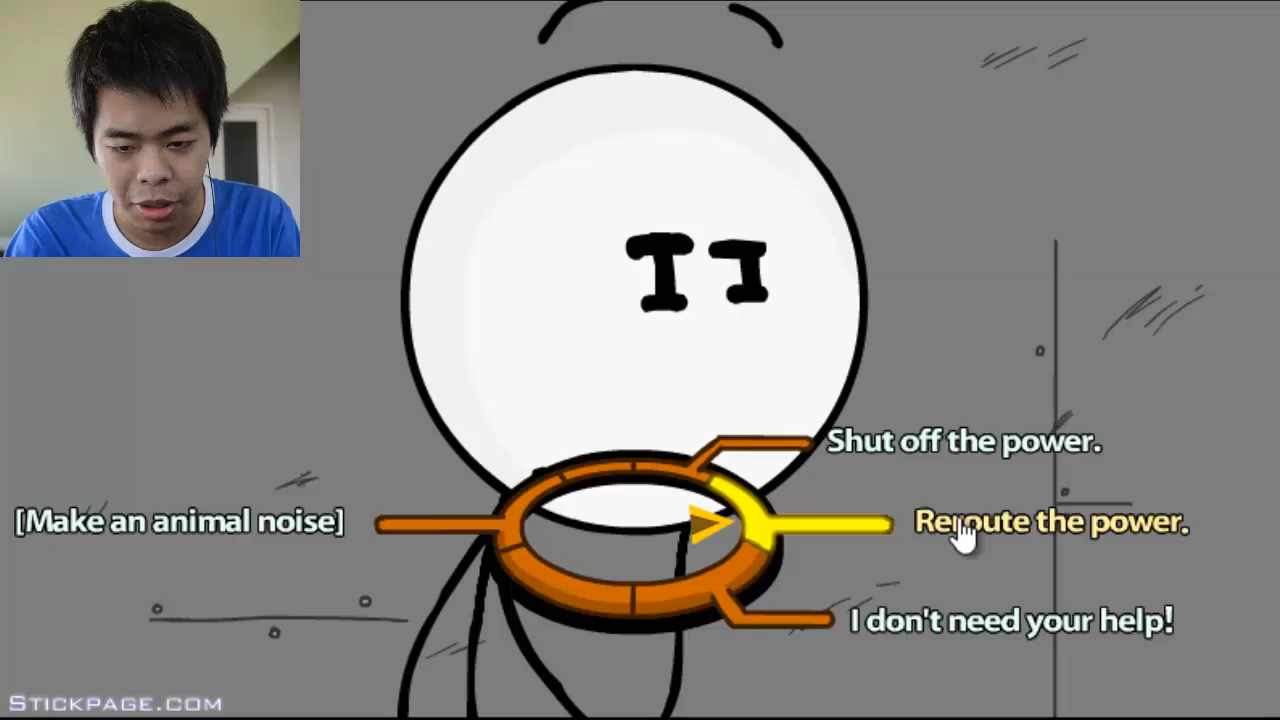 Shut off the power.
[Make an animal noise]
Reroute the power.
I don't need your help!
STICKPAGE.COM